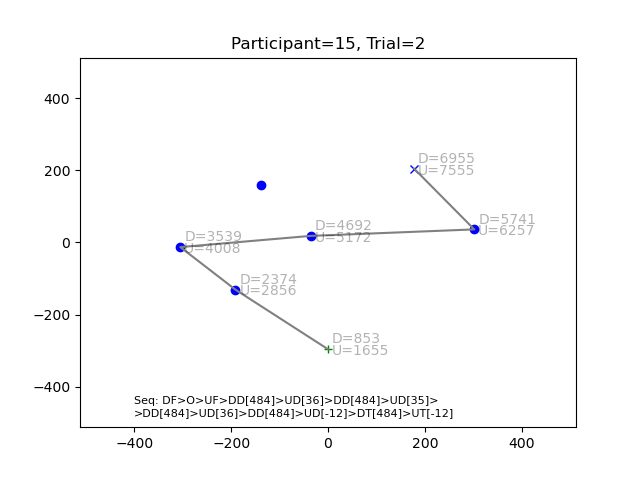 Participant=15, Trial=2
400
200
0
−200
−400
D=6955
U=7555
D=5741
U=6257
D=4692
U=5172
D=3539
U=4008
D=2374
U=2856
D=853
U=1655
Seq: DF>O>UF>DD[484]>UD[36]>DD[484]>UD[35]>
>DD[484]>UD[36]>DD[484]>UD[-12]>DT[484]>UT[-12]
−400 −200 0 200 400